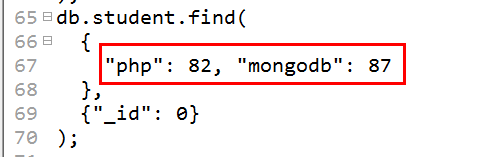 65 db.student.find(
66 {
67 "php": 82, "mongodb": 87
68 },
69 {"_id": 0}
70 );